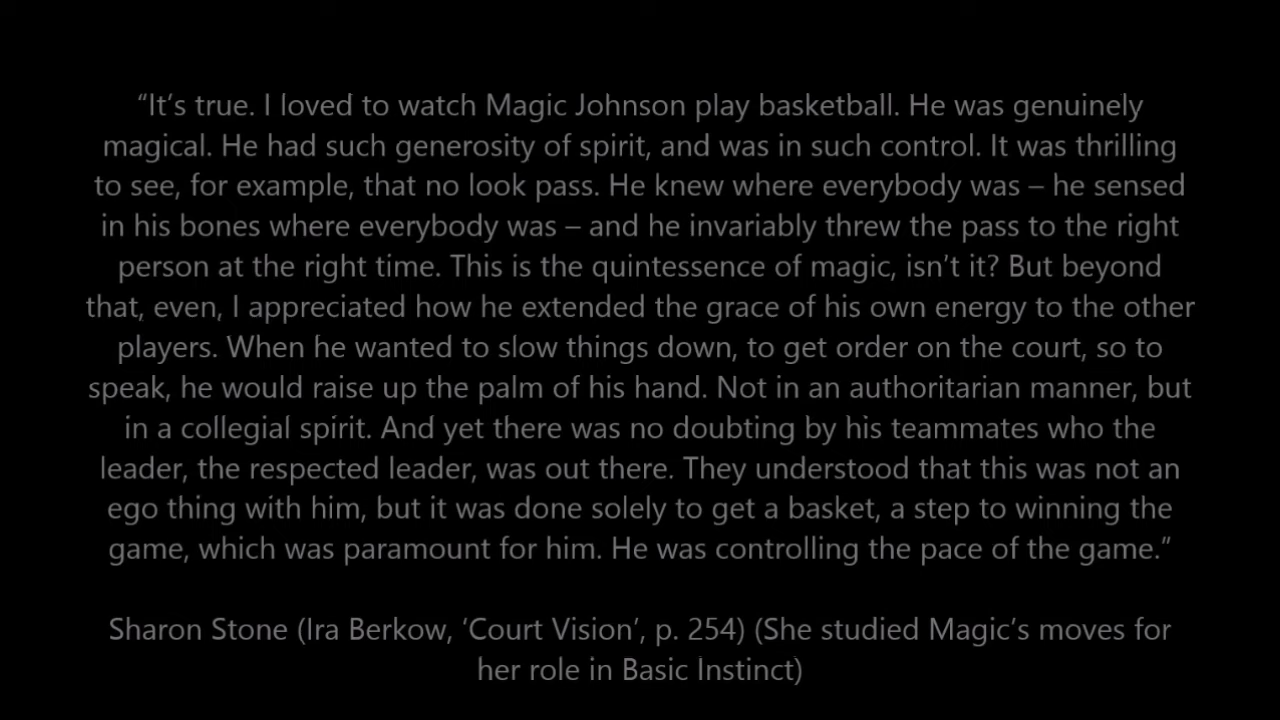 “It’s true. I loved to watch Magic Johnson play basketball. He was genuinely
magical. He had such generosity of spirit, and was in such control. It was thrilling
to see, for example, that no look pass. He knew where everybody was – he sensed
in his bones where everybody was – and he invariably threw the pass to the right
person at the right time. This is the quintessence of magic, isn’t it? But beyond
that, even, I appreciated how he extended the grace of his own energy to the other
players. When he wanted to slow things down, to get order on the court, so to
speak, he would raise up the palm of his hand. Not in an authoritarian manner, but
in a collegial spirit. And yet there was no doubting by his teammates who the
leader, the respected leader, was out there. They understood that this was not an
ego thing with him, but it was done solely to get a basket, a step to winning the
game, which was paramount for him. He was controlling the pace of the game.”
Sharon Stone (Ira Berkow, ‘Court Vision’, p. 254) (She studied Magic’s moves for
her role in Basic Instinct)